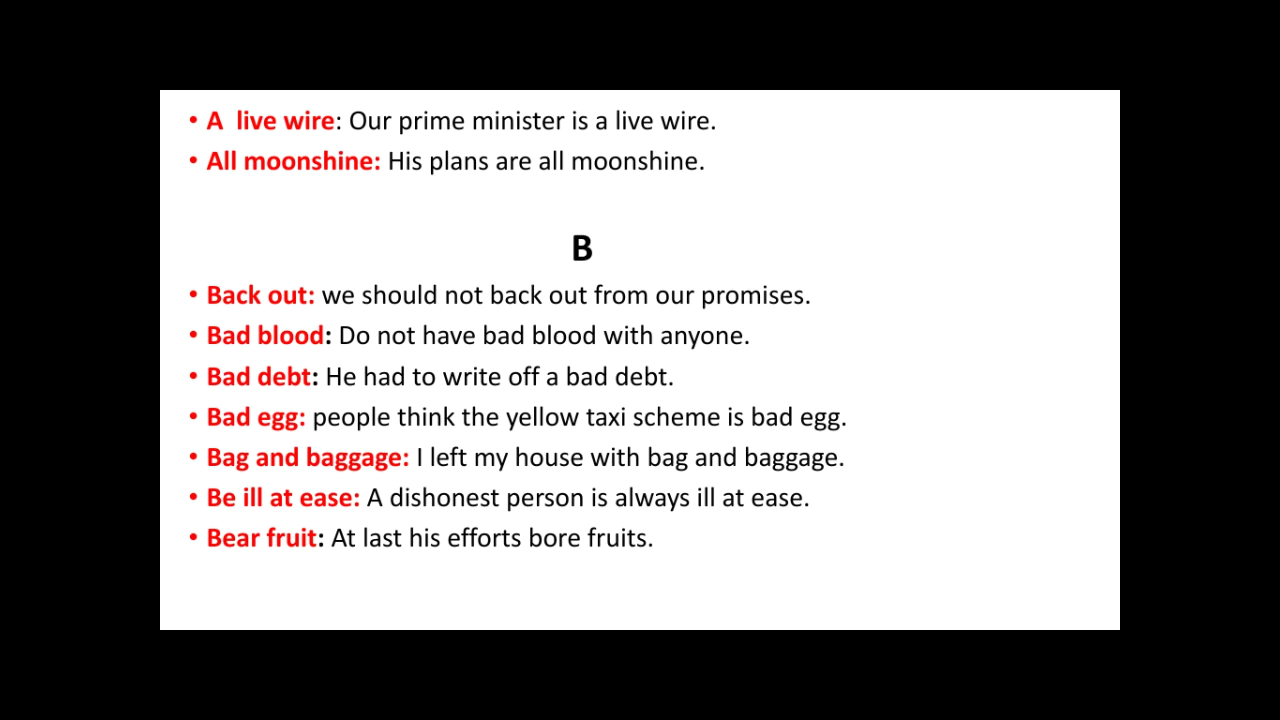 • A  live wire: Our prime minister is a live wire.
• All moonshine: His plans are all moonshine.
B
• Back out: we should not back out from our promises.
• Bad blood: Do not have bad blood with anyone.
• Bad debt: He had to write off a bad debt.
• Bad egg: people think the yellow taxi scheme is bad egg.
• Bag and baggage: I left my house with bag and baggage.
• Be ill at ease: A dishonest person is always ill at ease.
• Bear fruit: At last his efforts bore fruits.